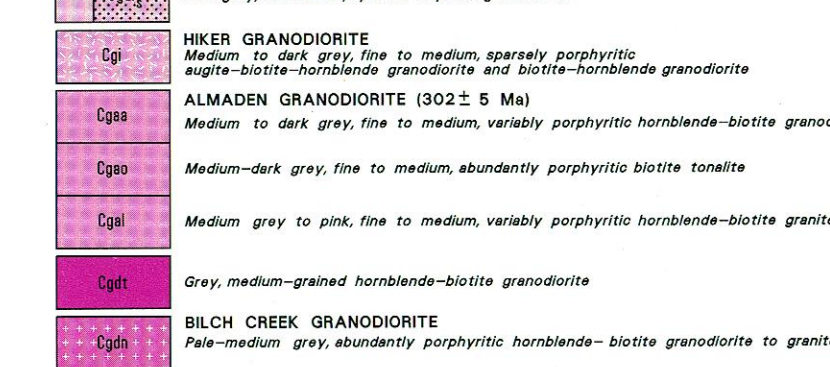 Cgi
HIKER GRANODIORITE
Medium to dark grey, fine to medium, sparsely porphyritic
augite-biotite-hornblende granodiorite and biotite-hornblende granodiorite
Cgaa
ALMADEN GRANODIORITE (302± 5 Ma)
Medium to dark grey, fine to medium, variably porphyritic hornblende-biotite
Cgao
Medium-dark grey, fine to medium, abundantly porphyritic biotite tonalite
Cgal
Medium grey to pink, fine to medium, variably porphyritic hornblende-biotite granite
Cgdt
Grey, medium-grained hornblende-biotite granodiorite
BILCH CREEK GRANODIORITE
Cgdn
Pale-medium grey, abundantly porphyritic hornblende- biotite granodiorite to granite